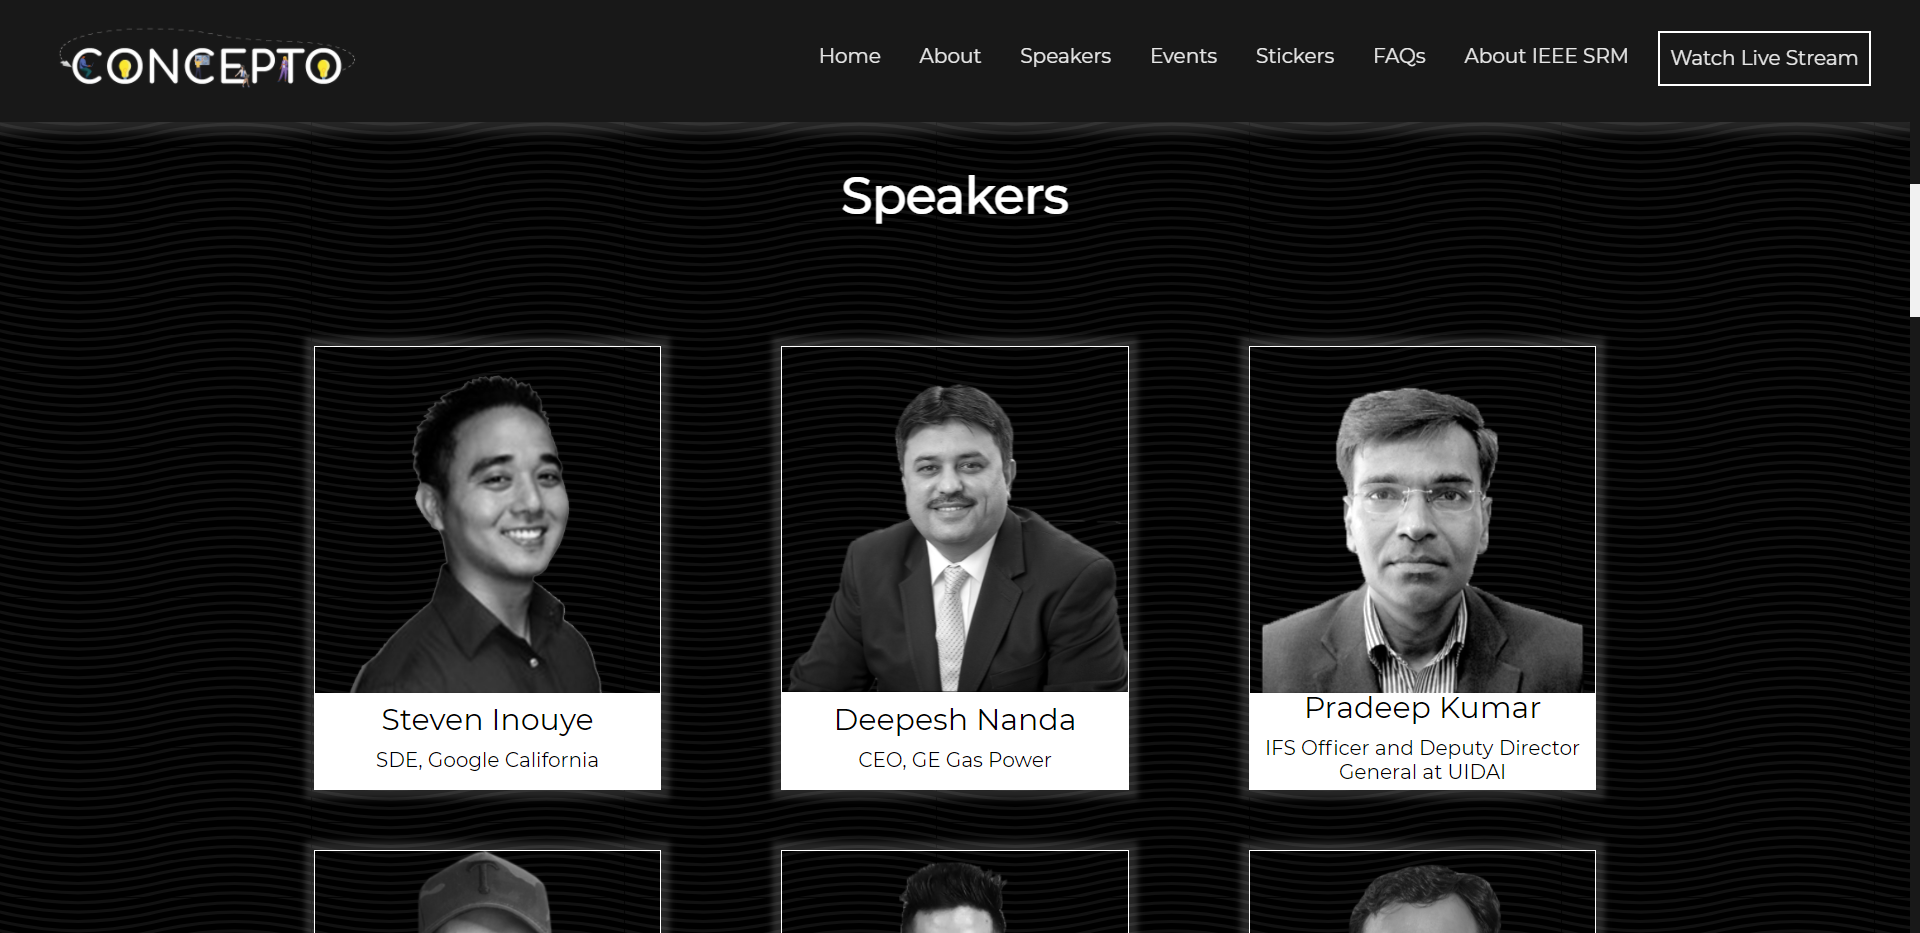 CONCEPTO
Home About Speakers Events Stickers FAQs About IEEE SRM Watch Live Stream
Speakers
Steven Inouye
SDE, Google California
Deepesh Nanda
CEO, GE Gas Power
Pradeep Kumar
IFS Officer and Deputy Director
General at UIDAI
T